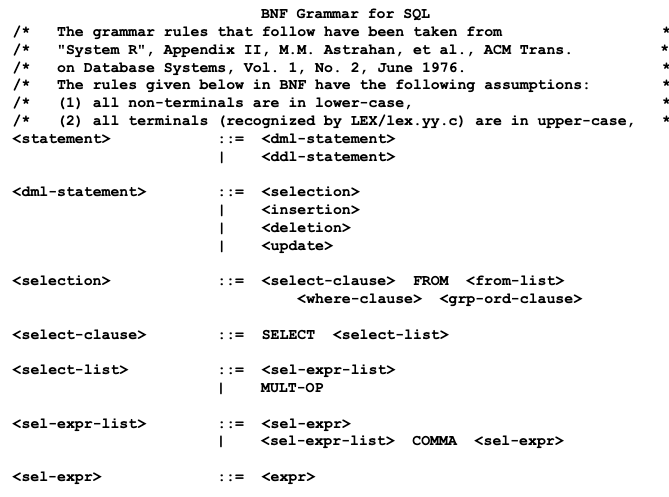 BNF Grammar for SQL
/* The grammar rules that follow have been taken from *
/* "System R", Appendix II, M.M. Astrahan, et al., ACM Trans. *
/* on Database Systems, Vol. 1, No. 2, June 1976. *
/* The rules given below in BNF have the following assumptions: *
/* (1) all non-terminals are in lower-case, *
/* (2) all terminals (recognized by LEX/lex.yy.c) are in upper-case, *
<statement> ::= <dml-statement>
| <ddl-statement>
<dml-statement> ::= <selection>
| <insertion>
| <deletion>
| <update>
<selection> ::= <select-clause> FROM <from-list>
<where-clause> <grp-ord-clause>
<select-clause> ::= SELECT <select-list>
<select-list> ::= <sel-expr-list>
| MULT-OP
<sel-expr-list> ::= <sel-expr>
| <sel-expr-list> COMMA <sel-expr>
<sel-expr> ::= <expr>